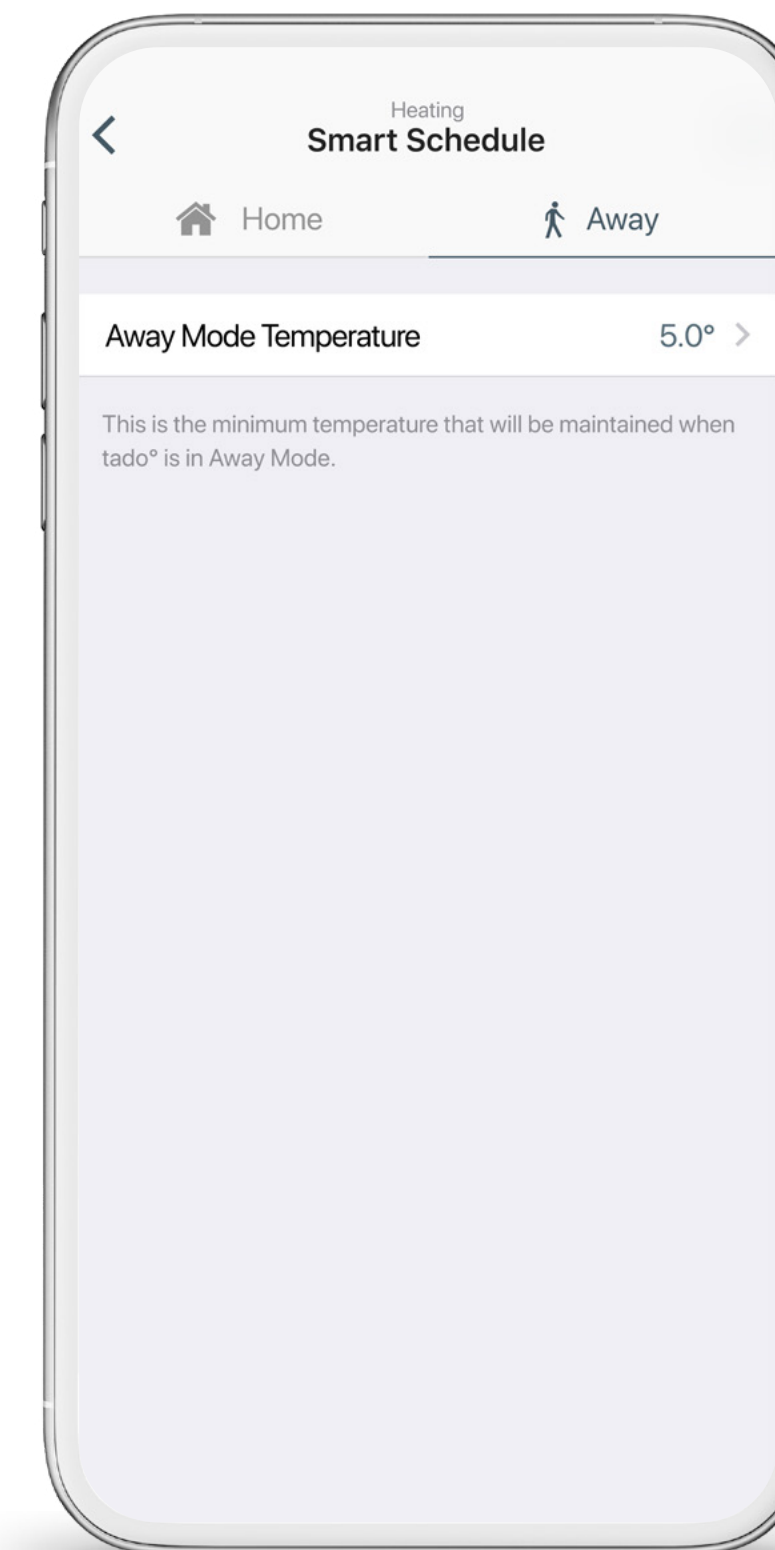 Heating
Smart Schedule
Home
Away
Away Mode Temperature
5.0°
This is the minimum temperature that will be maintained when
tado° is in Away Mode.